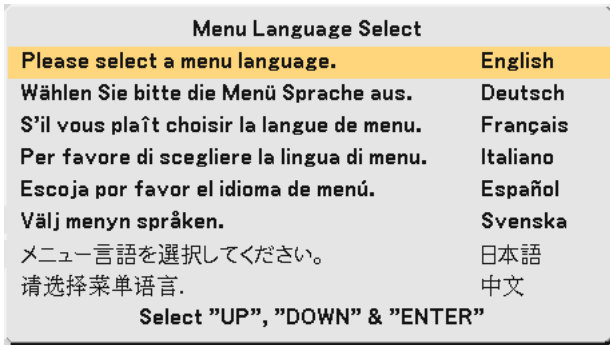 Menu Language Select
Please select a menu language. English
Wählen Sie bitte die Menü Sprache aus. Deutsch
S'il vous plaît choisir la langue de menu. Français
Per favore di scegliere la lingua di menu. Italiano
Escoja por favor el idioma de menú. Español
Välj menyn språken. Svenska
メニュー言語を選択してください。 日本語
请选择菜单语言. 中文
Select ”UP”, ”DOWN” & ”ENTER”